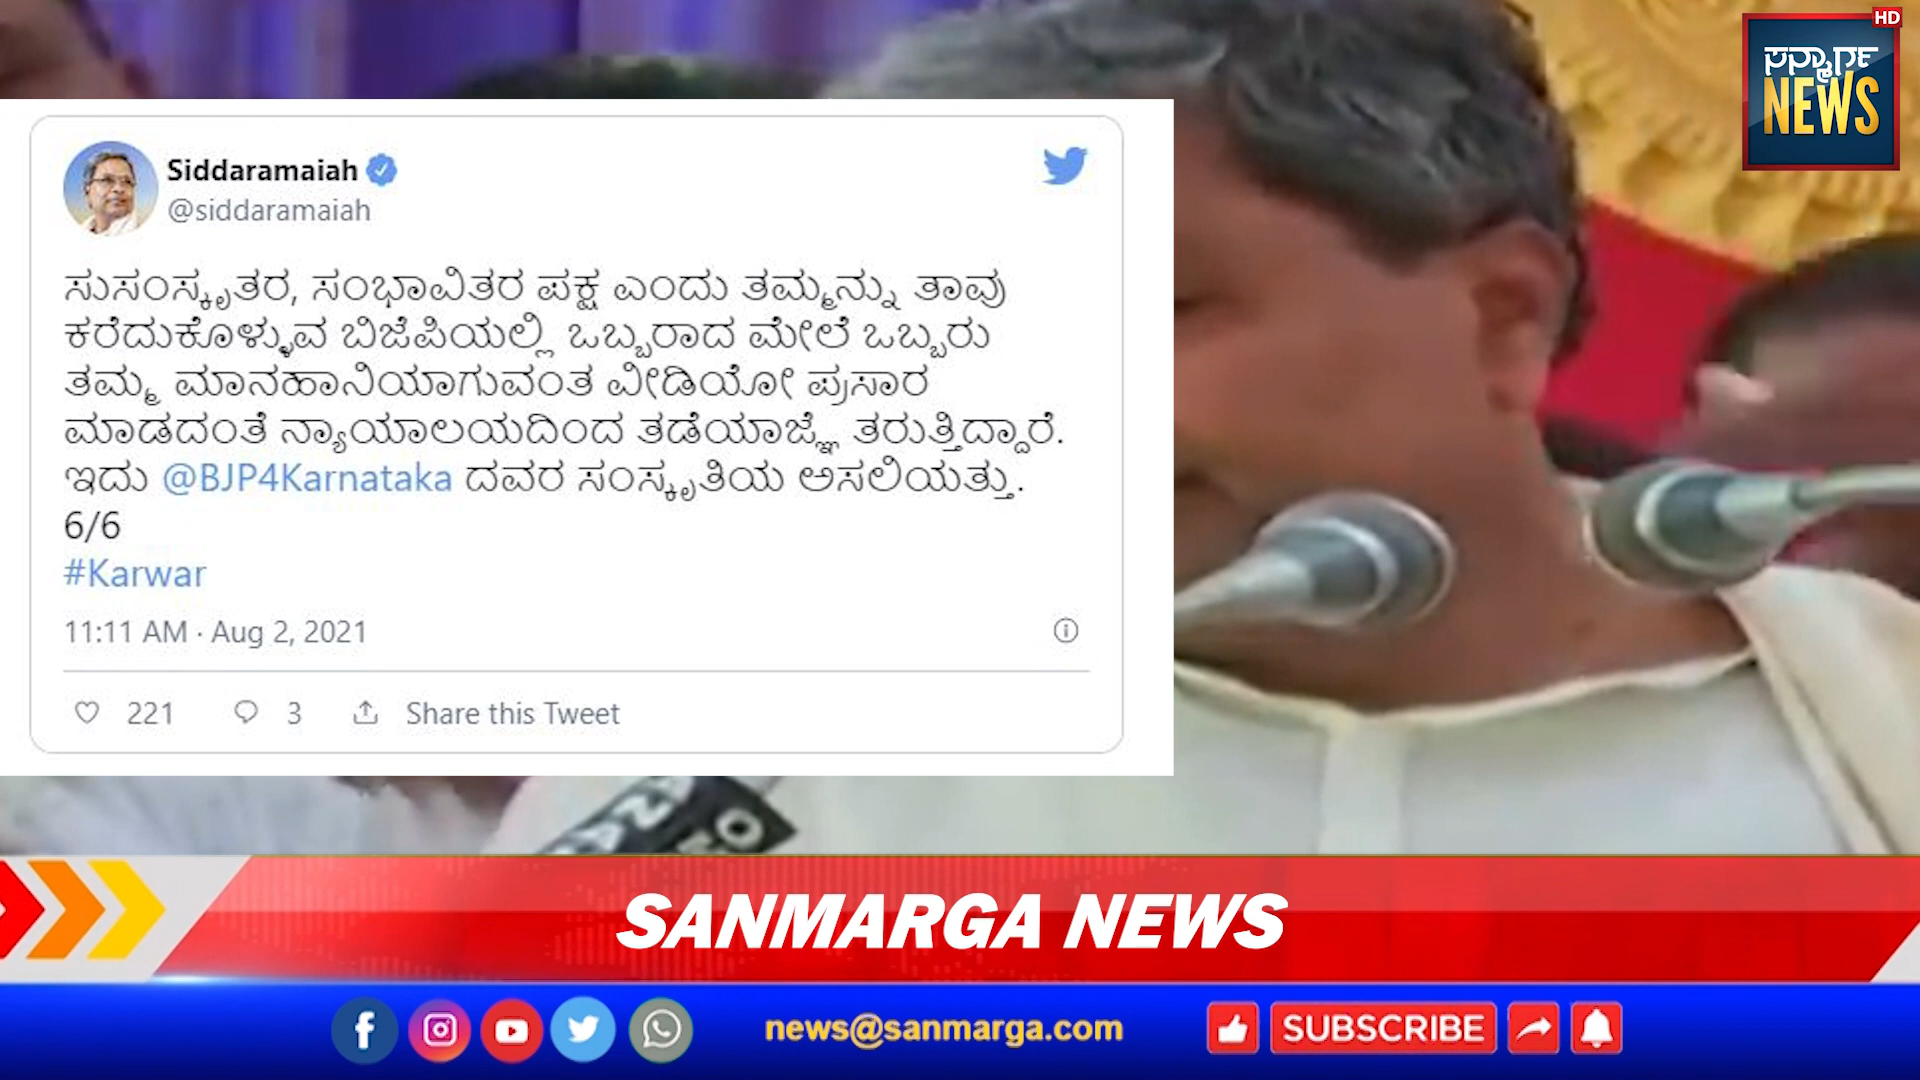 HD
ಸನ್ಮಾರ್ಗ
NEWS
Siddaramaiah
@siddaramaiah
ಸುಸಂಸ್ಕೃತರ, ಸಂಭಾವಿತರ ಪಕ್ಷ ಎಂದು ತಮ್ಮನ್ನು ತಾವು
ಕರೆದುಕೊಳ್ಳುವ ಬಿಜೆಪಿಯಲ್ಲಿ ಒಬ್ಬರಾದ ಮೇಲೆ ಒಬ್ಬರು
ತಮ್ಮ ಮಾನಹಾನಿಯಾಗುವಂತ ವೀಡಿಯೋ ಪ್ರಸಾರ
ಮಾಡದಂತೆ ನ್ಯಾಯಾಲಯದಿಂದ ತಡೆಯಾಜ್ಞೆ ತರುತ್ತಿದ್ದಾರೆ.
ಇದು @BJP4Karnataka ದವರ ಸಂಸ್ಕೃತಿಯ ಅಸಲಿಯತ್ತು.
6/6
#Karwar
11:11 AM · Aug 2, 2021
221 3 Share this Tweet
SANMARGA NEWS
news@sanmarga.com
SUBSCRIBE